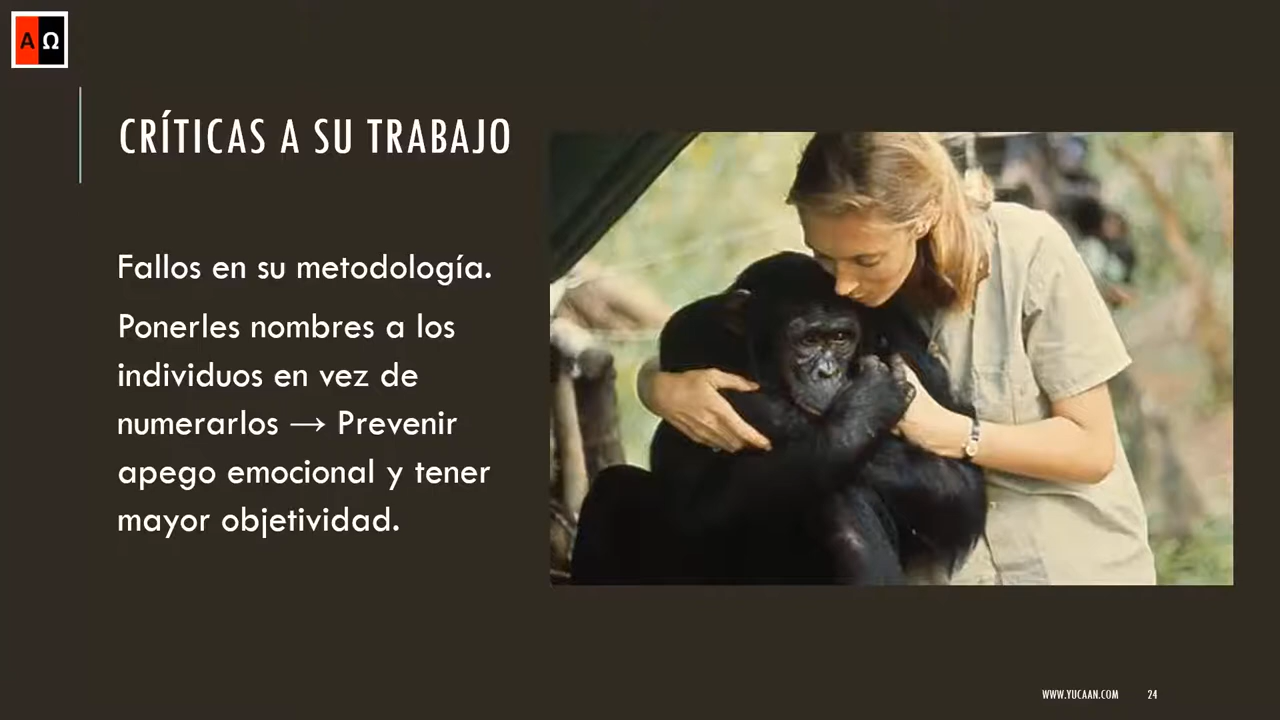 AΩ
CRÍTICAS A SU TRABAJO
Fallos en su metodología.
Ponerles nombres a los
individuos en vez de
numerarlos → Prevenir
apego emocional y tener
mayor objetividad.
WWW.YUCAAN.COM 24